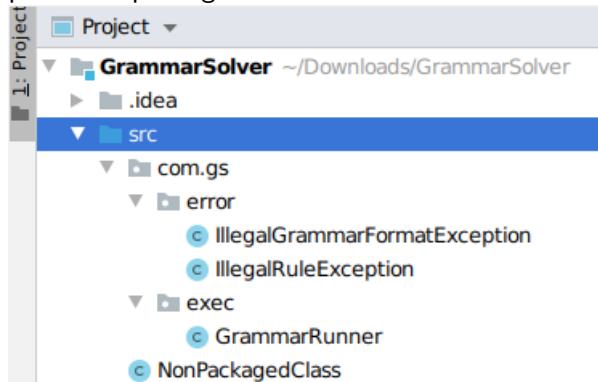 1: Project
Project
GrammarSolver ~/Downloads/GrammarSolver
.idea
src
com.gs
error
IllegalGrammarFormatException
IllegalRuleException
exec
GrammarRunner
NonPackagedClass